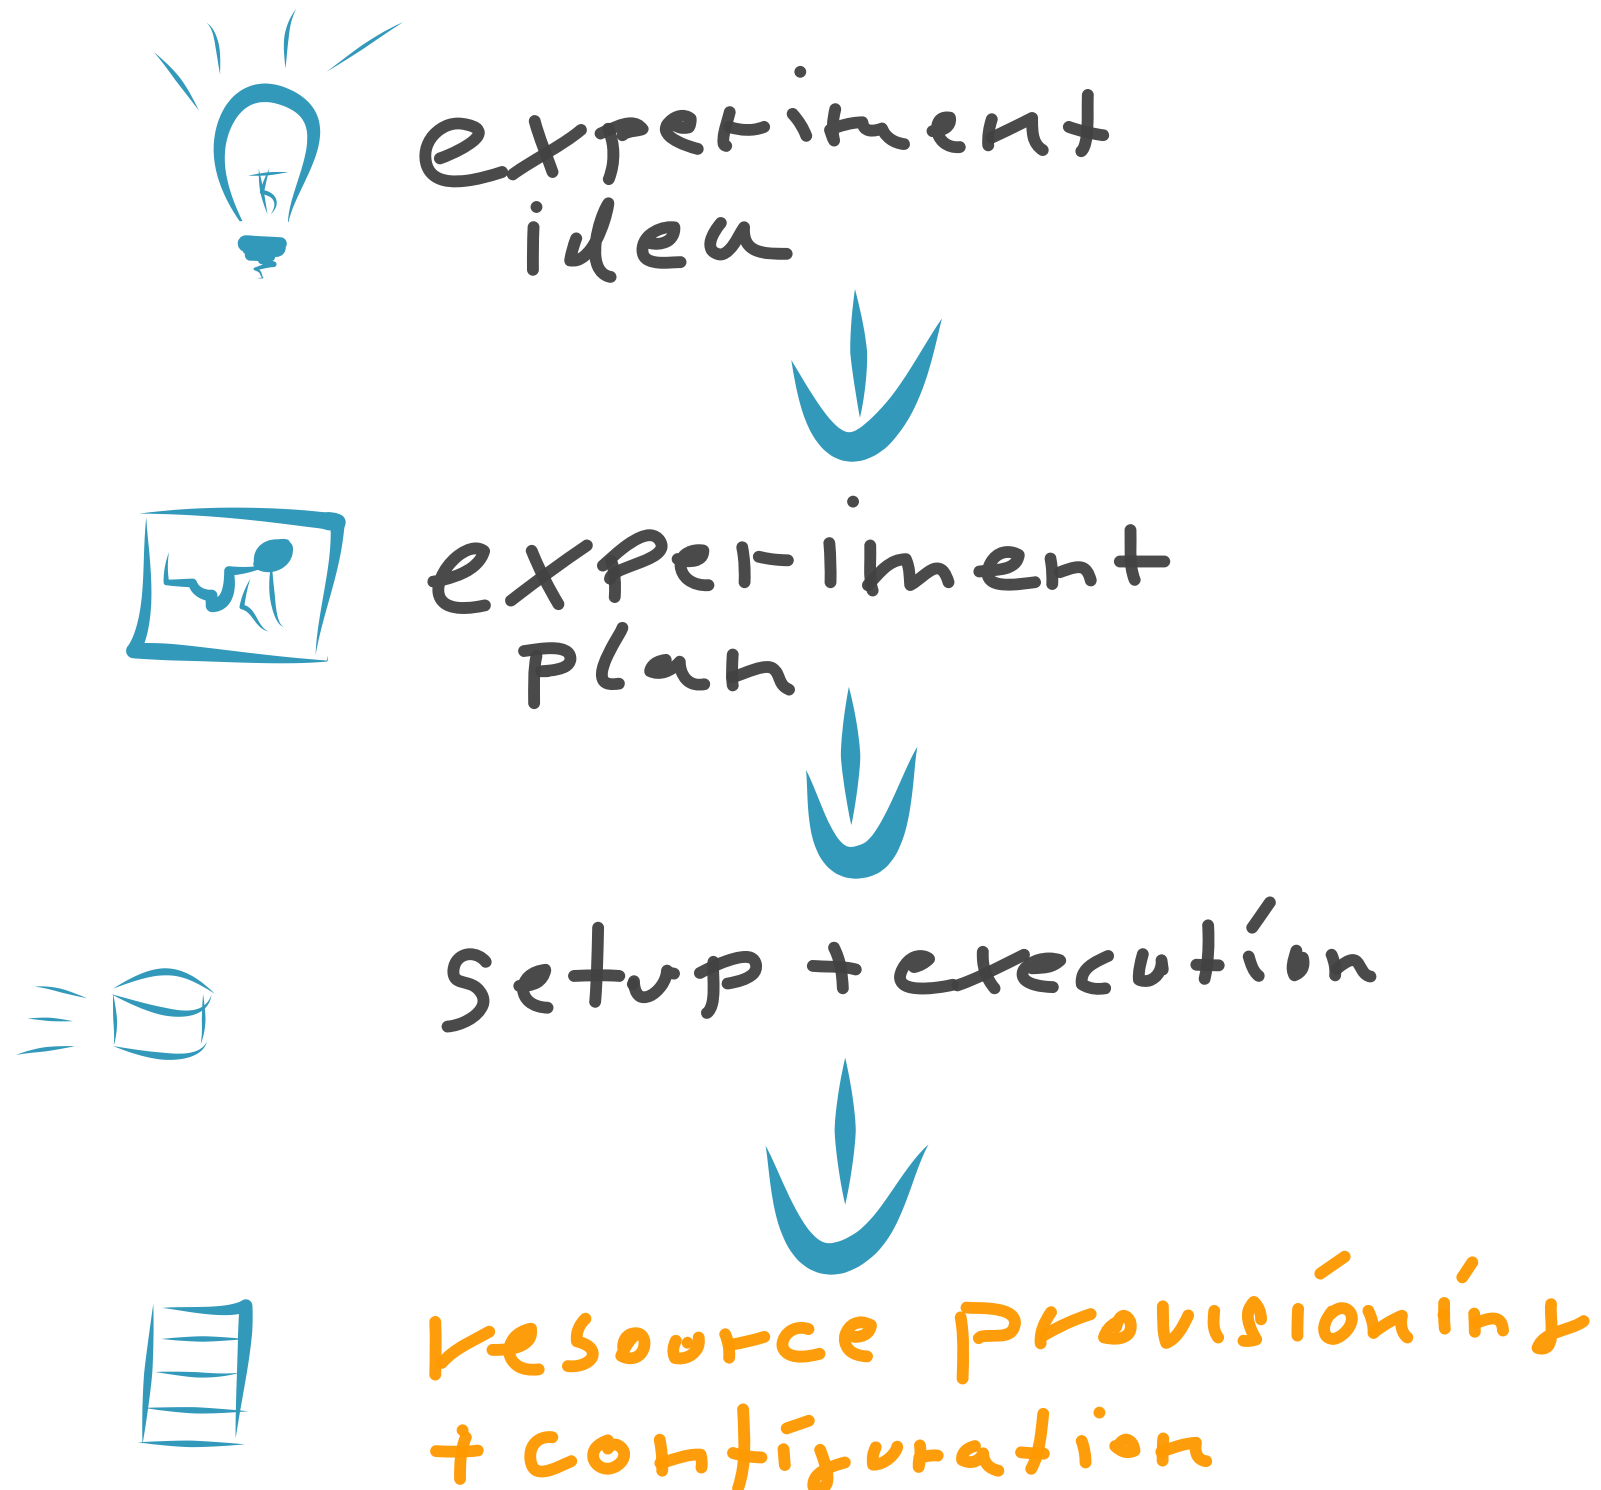 experiment
idea
experiment
plan
setup + execution
resource provisioning
+ configuration